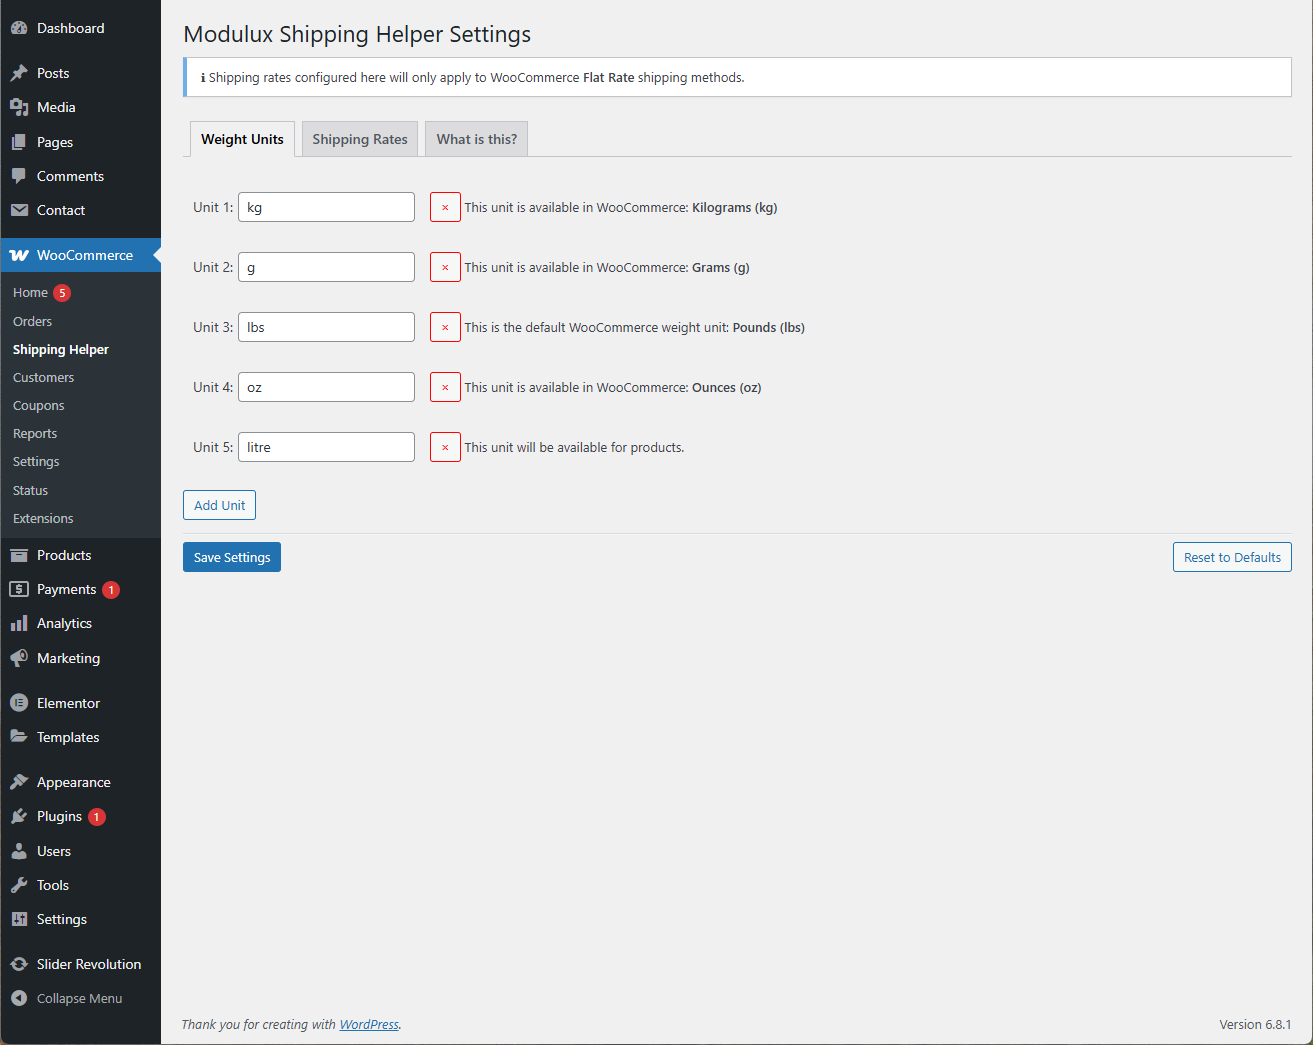 Dashboard
Posts
Media
Pages
Comments
Contact
WooCommerce
Home 5
Orders
Shipping Helper
Customers
Coupons
Reports
Settings
Status
Extensions
Products
Payments 1
Analytics
Marketing
Elementor
Templates
Appearance
Plugins 1
Users
Tools
Settings
Slider Revolution
Collapse Menu
Modulux Shipping Helper Settings
ℹ Shipping rates configured here will only apply to WooCommerce Flat Rate shipping methods.
Weight Units Shipping Rates What is this?
Unit 1: kg × This unit is available in WooCommerce: Kilograms (kg)
Unit 2: g × This unit is available in WooCommerce: Grams (g)
Unit 3: lbs × This is the default WooCommerce weight unit: Pounds (lbs)
Unit 4: oz × This unit is available in WooCommerce: Ounces (oz)
Unit 5: litre × This unit will be available for products.
Add Unit
Save Settings Reset to Defaults
Thank you for creating with WordPress. Version 6.8.1